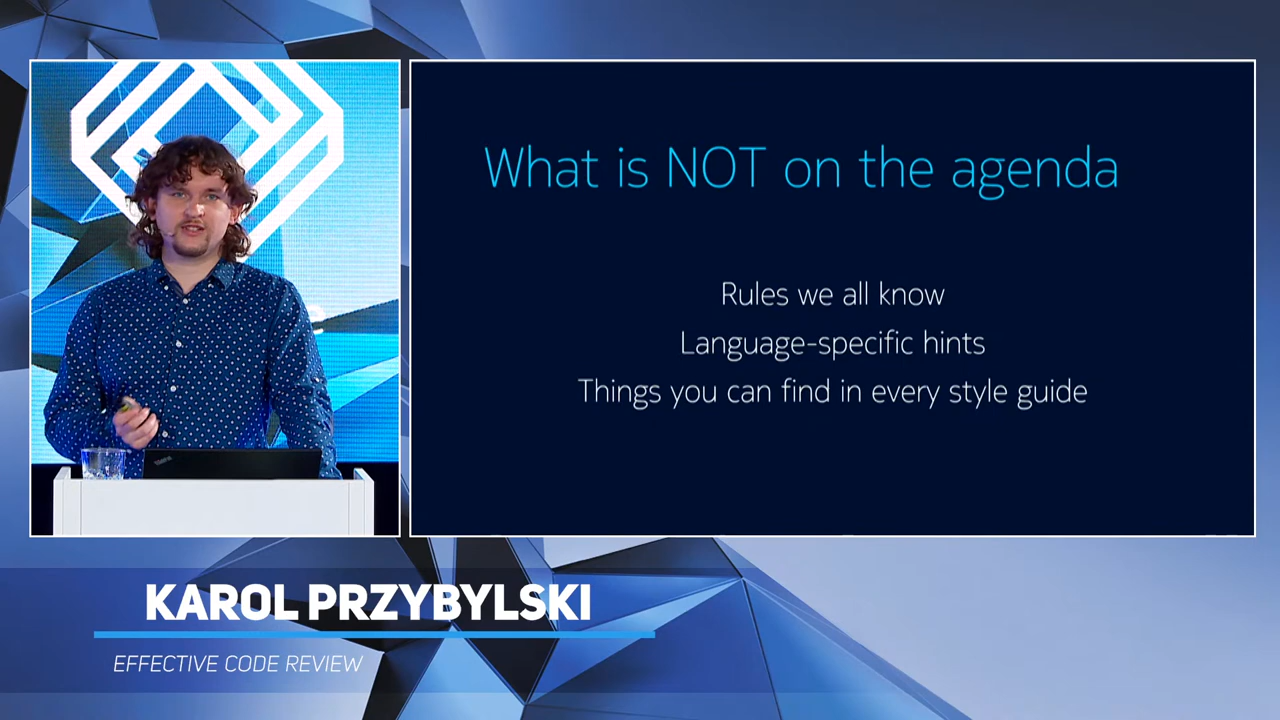 What is NOT on the agenda
Rules we all know
Language-specific hints
Things you can find in every style guide
KAROL PRZYBYLSKI
EFFECTIVE CODE REVIEW